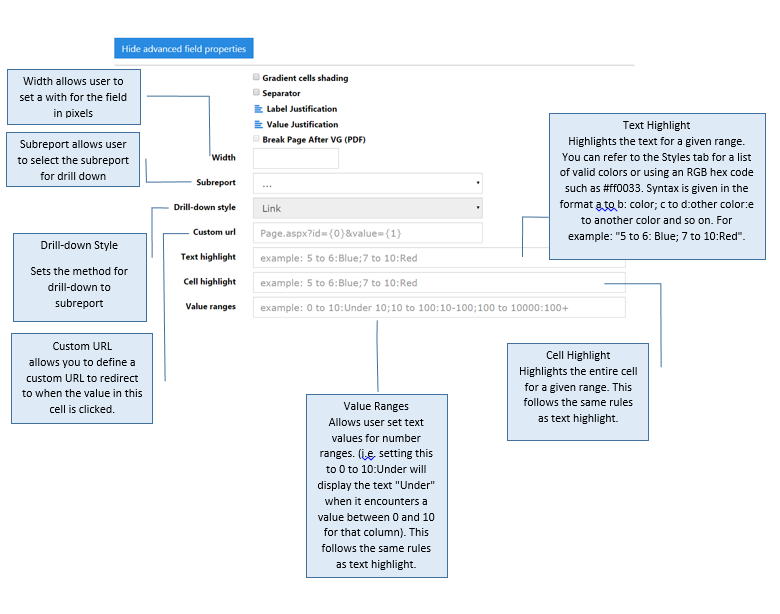 Hide advanced field properties
Gradient cells shading
Separator
Label Justification
Value Justification
Break Page After VG (PDF)
Width
Subreport
...
Drill-down style
Link
Custom url
Page.aspx?id={0}&value={1}
Text highlight
example: 5 to 6:Blue;7 to 10:Red
Cell highlight
example: 5 to 6:Blue;7 to 10:Red
Value ranges
example: 0 to 10:Under 10;10 to 100:10-100;100 to 10000:100+
Width allows user to
set a with for the field
in pixels
Subreport allows user
to select the subreport
for drill down
Drill-down Style
Sets the method for
drill-down to
subreport
Custom URL
allows you to define a
custom URL to redirect
to when the value in this
cell is clicked.
Text Highlight
Highlights the text for a given range.
You can refer to the Styles tab for a list
of valid colors or using an RGB hex code
such as #ff0033. Syntax is given in the
format a to b: color; c to d:other color:e
to another color and so on. For
example: "5 to 6: Blue; 7 to 10:Red".
Cell Highlight
Highlights the entire cell
for a given range. This
follows the same rules
as text highlight.
Value Ranges
Allows user set text
values for number
ranges. (i.e. setting this
to 0 to 10:Under will
display the text "Under"
when it encounters a
value between 0 and 10
for that column). This
follows the same rules
as text highlight.